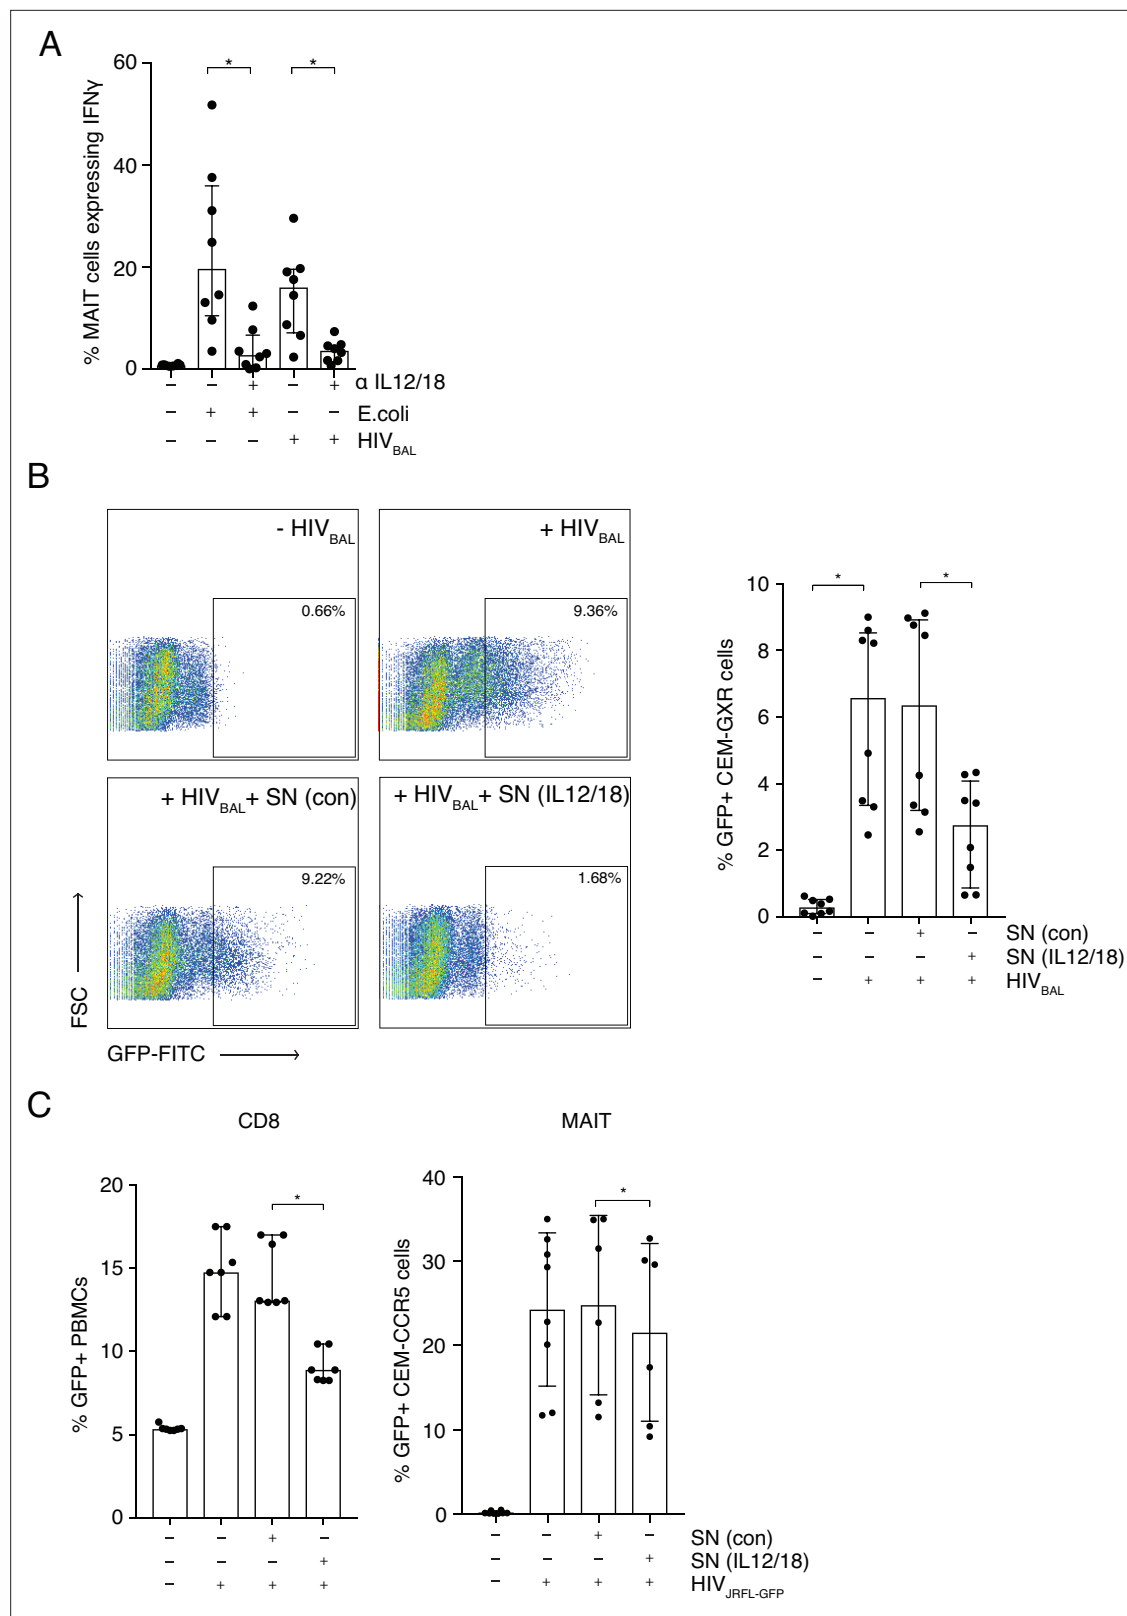 A
% MAIT cells expressing IFNγ
60
40
20
0
* *
– – + – + α IL12/18
– + + – – E.coli
– – – + + HIVBAL
B
- HIVBAL
0.66%
+ HIVBAL
9.36%
+ HIVBAL+ SN (con)
9.22%
+ HIVBAL+ SN (IL12/18)
1.68%
FSC
GFP-FITC
% GFP+ CEM-GXR cells
10
8
6
4
2
0
* *
– – + – SN (con)
– – – + SN (IL12/18)
– + + + HIVBAL
C
CD8
% GFP+ PBMCs
20
15
10
5
0
*
– – + –
– – – +
– + + +
MAIT
% GFP+ CEM-CCR5 cells
40
30
20
10
0
*
– – + – SN (con)
– – – + SN (IL12/18)
– + + + HIVJRFL-GFP